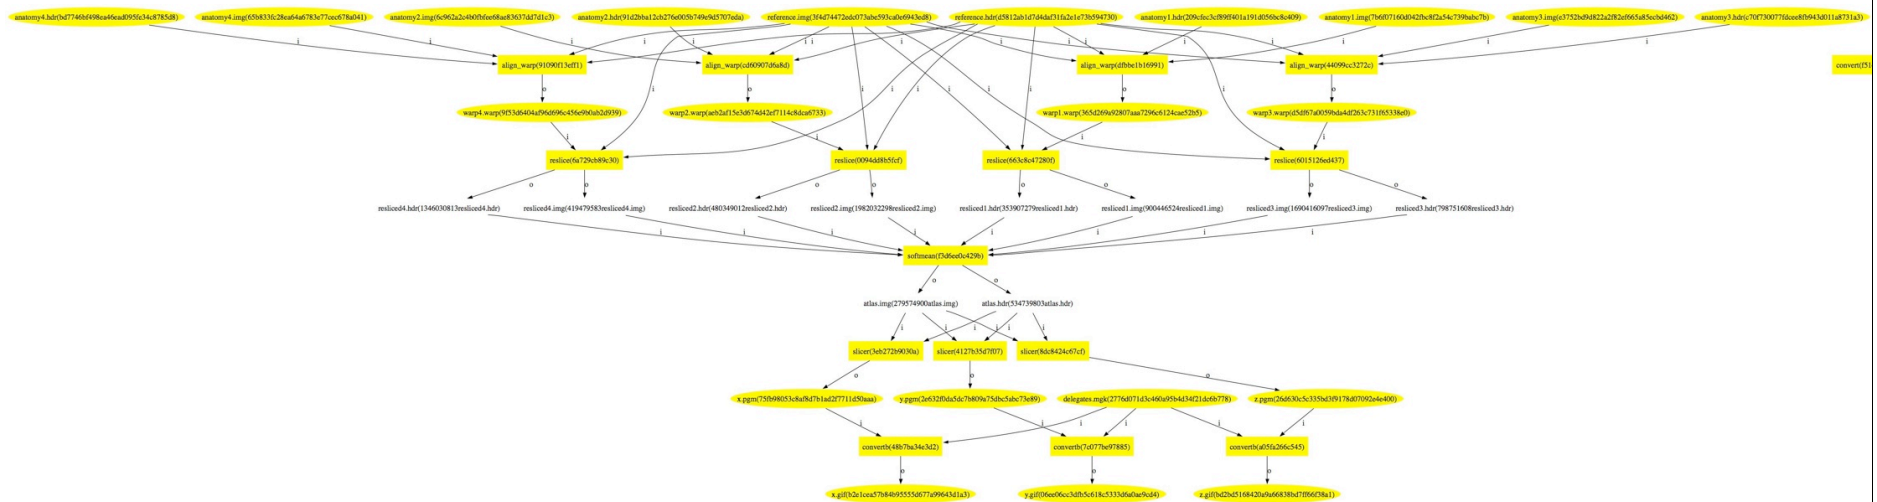 anatomy4.hdr(bd7746bf498ea46ead095fe34c8785d8)
anatomy4.img(65b833fc28ea64a6783e77cec678a041)
anatomy2.img(6c962a2c4b0fbfee68ae83637dd7d1c3)
anatomy2.hdr(91d2bba12cb276e005b749e9d5707eda)
reference.img(3f4d74472edc073abe593ca0e6943ed8)
reference.hdr(d5812ab1d7d4daf31fa2e1e73b594730)
anatomy1.hdr(209cfec3cf89ff401a191d056bc8c409)
anatomy1.img(7b6f07160d042fbc8f2a54c739babc7b)
anatomy3.img(e3752bd9d822a2f82ef665a85ecbd462)
anatomy3.hdr(c70f730077fdcee8fb943d011a8731a3)
i i i i i i i i i i i i
align_warp(91090f13eff1)
align_warp(cd60907d6a8d)
align_warp(dfbbe1b16991)
align_warp(44099cc3272c)
convert(f51
o i i i o i i i o i o
warp4.warp(9f53d6404af96d696c456e9b0ab2d939)
warp2.warp(aeb2af15e3d674d42ef7114c8dca6733)
warp1.warp(365d269a92807aaa7296c6124cae52b5)
warp3.warp(d5df67a0059bda4df263c731f65338e0)
i i i i
reslice(6a729cb89c30)
reslice(0094dd8b5fcf)
reslice(663c8c47280f)
reslice(6015126ed437)
o o o o o o o o
resliced4.hdr(1346030813resliced4.hdr)
resliced4.img(419479583resliced4.img)
resliced2.hdr(480349012resliced2.hdr)
resliced2.img(1982032298resliced2.img)
resliced1.hdr(353907279resliced1.hdr)
resliced1.img(900446524resliced1.img)
resliced3.img(1690416097resliced3.img)
resliced3.hdr(798751608resliced3.hdr)
i i i i i i i i
softmean(f3d6ee0c429b)
o o
atlas.img(279574900atlas.img)
atlas.hdr(534739803atlas.hdr)
i i i i i i
slicer(3eb272b9030a)
slicer(4127b35d7f07)
slicer(8dc8424c67cf)
o o o
x.pgm(75fb98053c8af8d7b1ad2f7711d50aaa)
y.pgm(2e632f0da5dc7b809a75dbc5abc73e89)
delegates.mgk(2776d071d3c460a95b4d34f21dc6b778)
z.pgm(26d630c5c335bd3f9178d07092e4e400)
i i i i i i
convertb(48b7ba34e3d2)
convertb(7c077be97885)
convertb(a05fa266c545)
o o o
x.gif(b2e1cea57b84b95555d677a99643d1a3)
y.gif(06ee06cc3dfb5c618c5333d6a0ae9cd4)
z.gif(bd2bd5168420a9a66838bd7ff66f38a1)